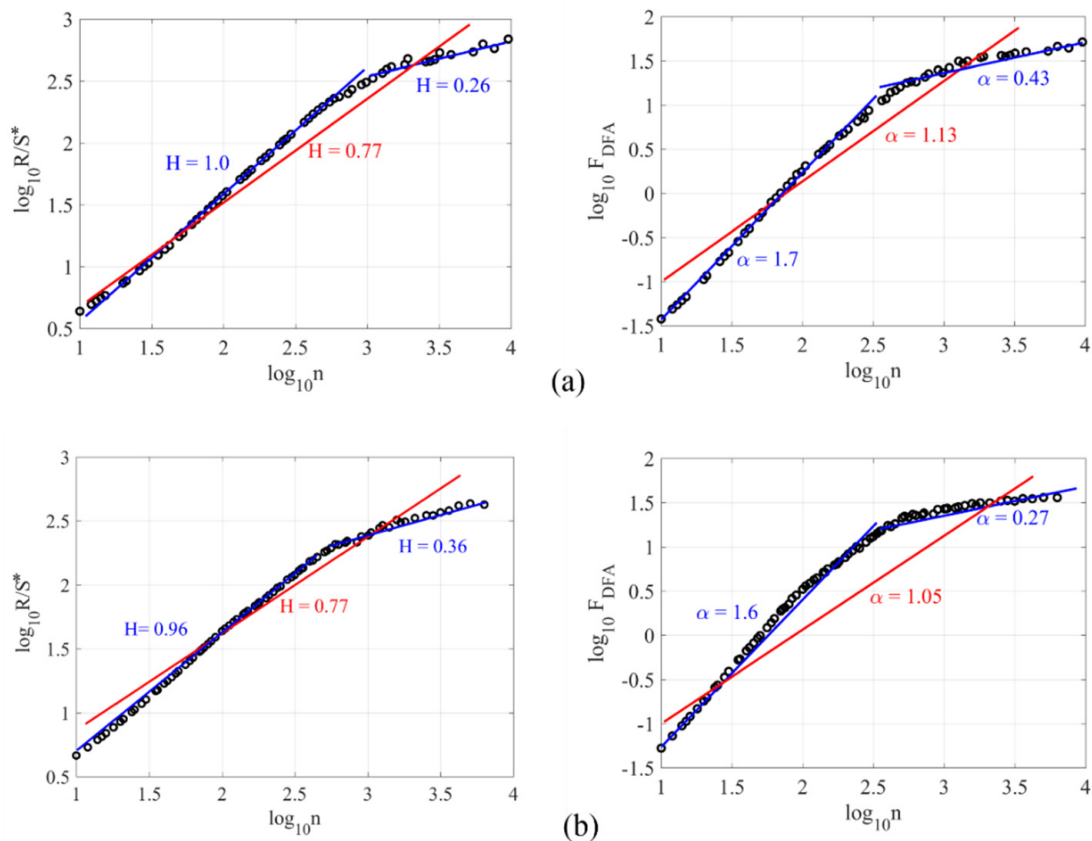 3
2.5
2
1.5
1
0.5
log₁₀R/S*
H = 0.26
H = 1.0
H = 0.77
1 1.5 2 2.5 3 3.5 4
log₁₀n
2
1.5
1
0.5
0
-0.5
-1
-1.5
log₁₀ F_DFA
α = 0.43
α = 1.13
α = 1.7
1 1.5 2 2.5 3 3.5 4
log₁₀n
(a)
3
2.5
2
1.5
1
0.5
log₁₀R/S*
H = 0.36
H= 0.96
H = 0.77
1 1.5 2 2.5 3 3.5 4
log₁₀n
2
1.5
1
0.5
0
-0.5
-1
-1.5
log₁₀ F_DFA
α = 0.27
α = 1.6
α = 1.05
1 1.5 2 2.5 3 3.5 4
log₁₀n
(b)